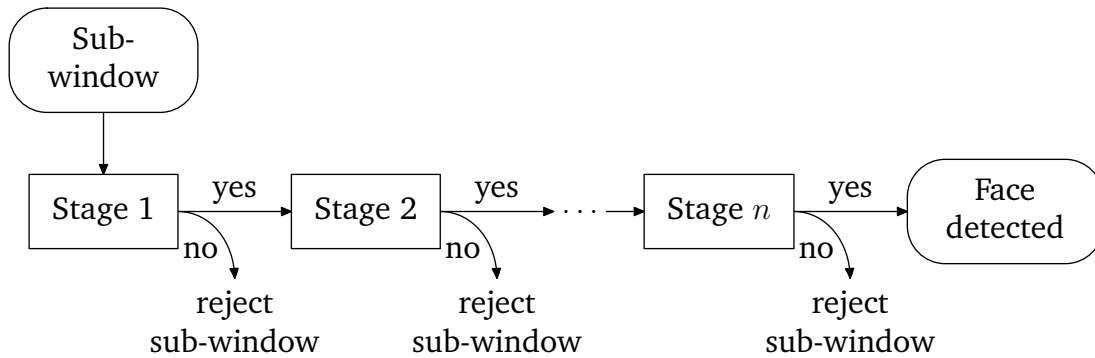 Sub-
window
Stage 1
yes
no
reject
sub-window
Stage 2
yes
no
reject
sub-window
· · ·
Stage n
yes
no
reject
sub-window
Face
detected